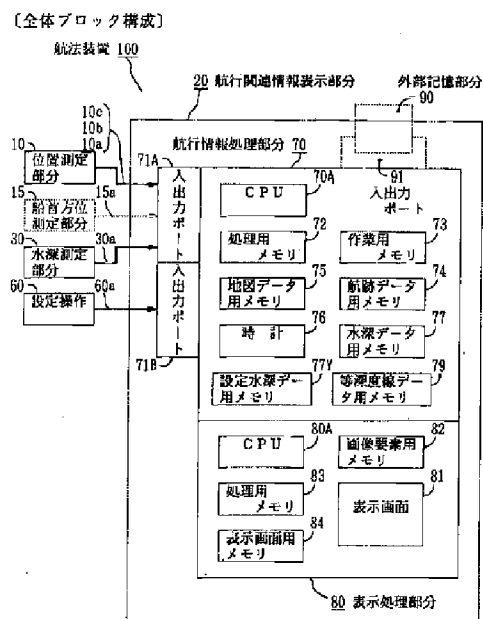 〔全体ブロック構成〕
航法装置 100
20 航行関連情報表示部分
外部記憶部分
90
10c
10b
10a
10
位置測定
部分
15
船首方位
測定部分
15a
30
水深測定
部分
30a
60
設定操作
60a
71A
入出力ポート
入出力ポート
71B
航行情報処理部分 70
91
入出力
ポート
70A
CPU
72
処理用
メモリ
73
作業用
メモリ
75
地図データ
用メモリ
74
航跡データ
用メモリ
76
時計
77
水深データ
用メモリ
77Y
設定水深デー
タ用メモリ
79
等深度線デー
タ用メモリ
80A
CPU
82
画像要素用
メモリ
83
処理用
メモリ
81
表示画面
84
表示画面用
メモリ
80 表示処理部分